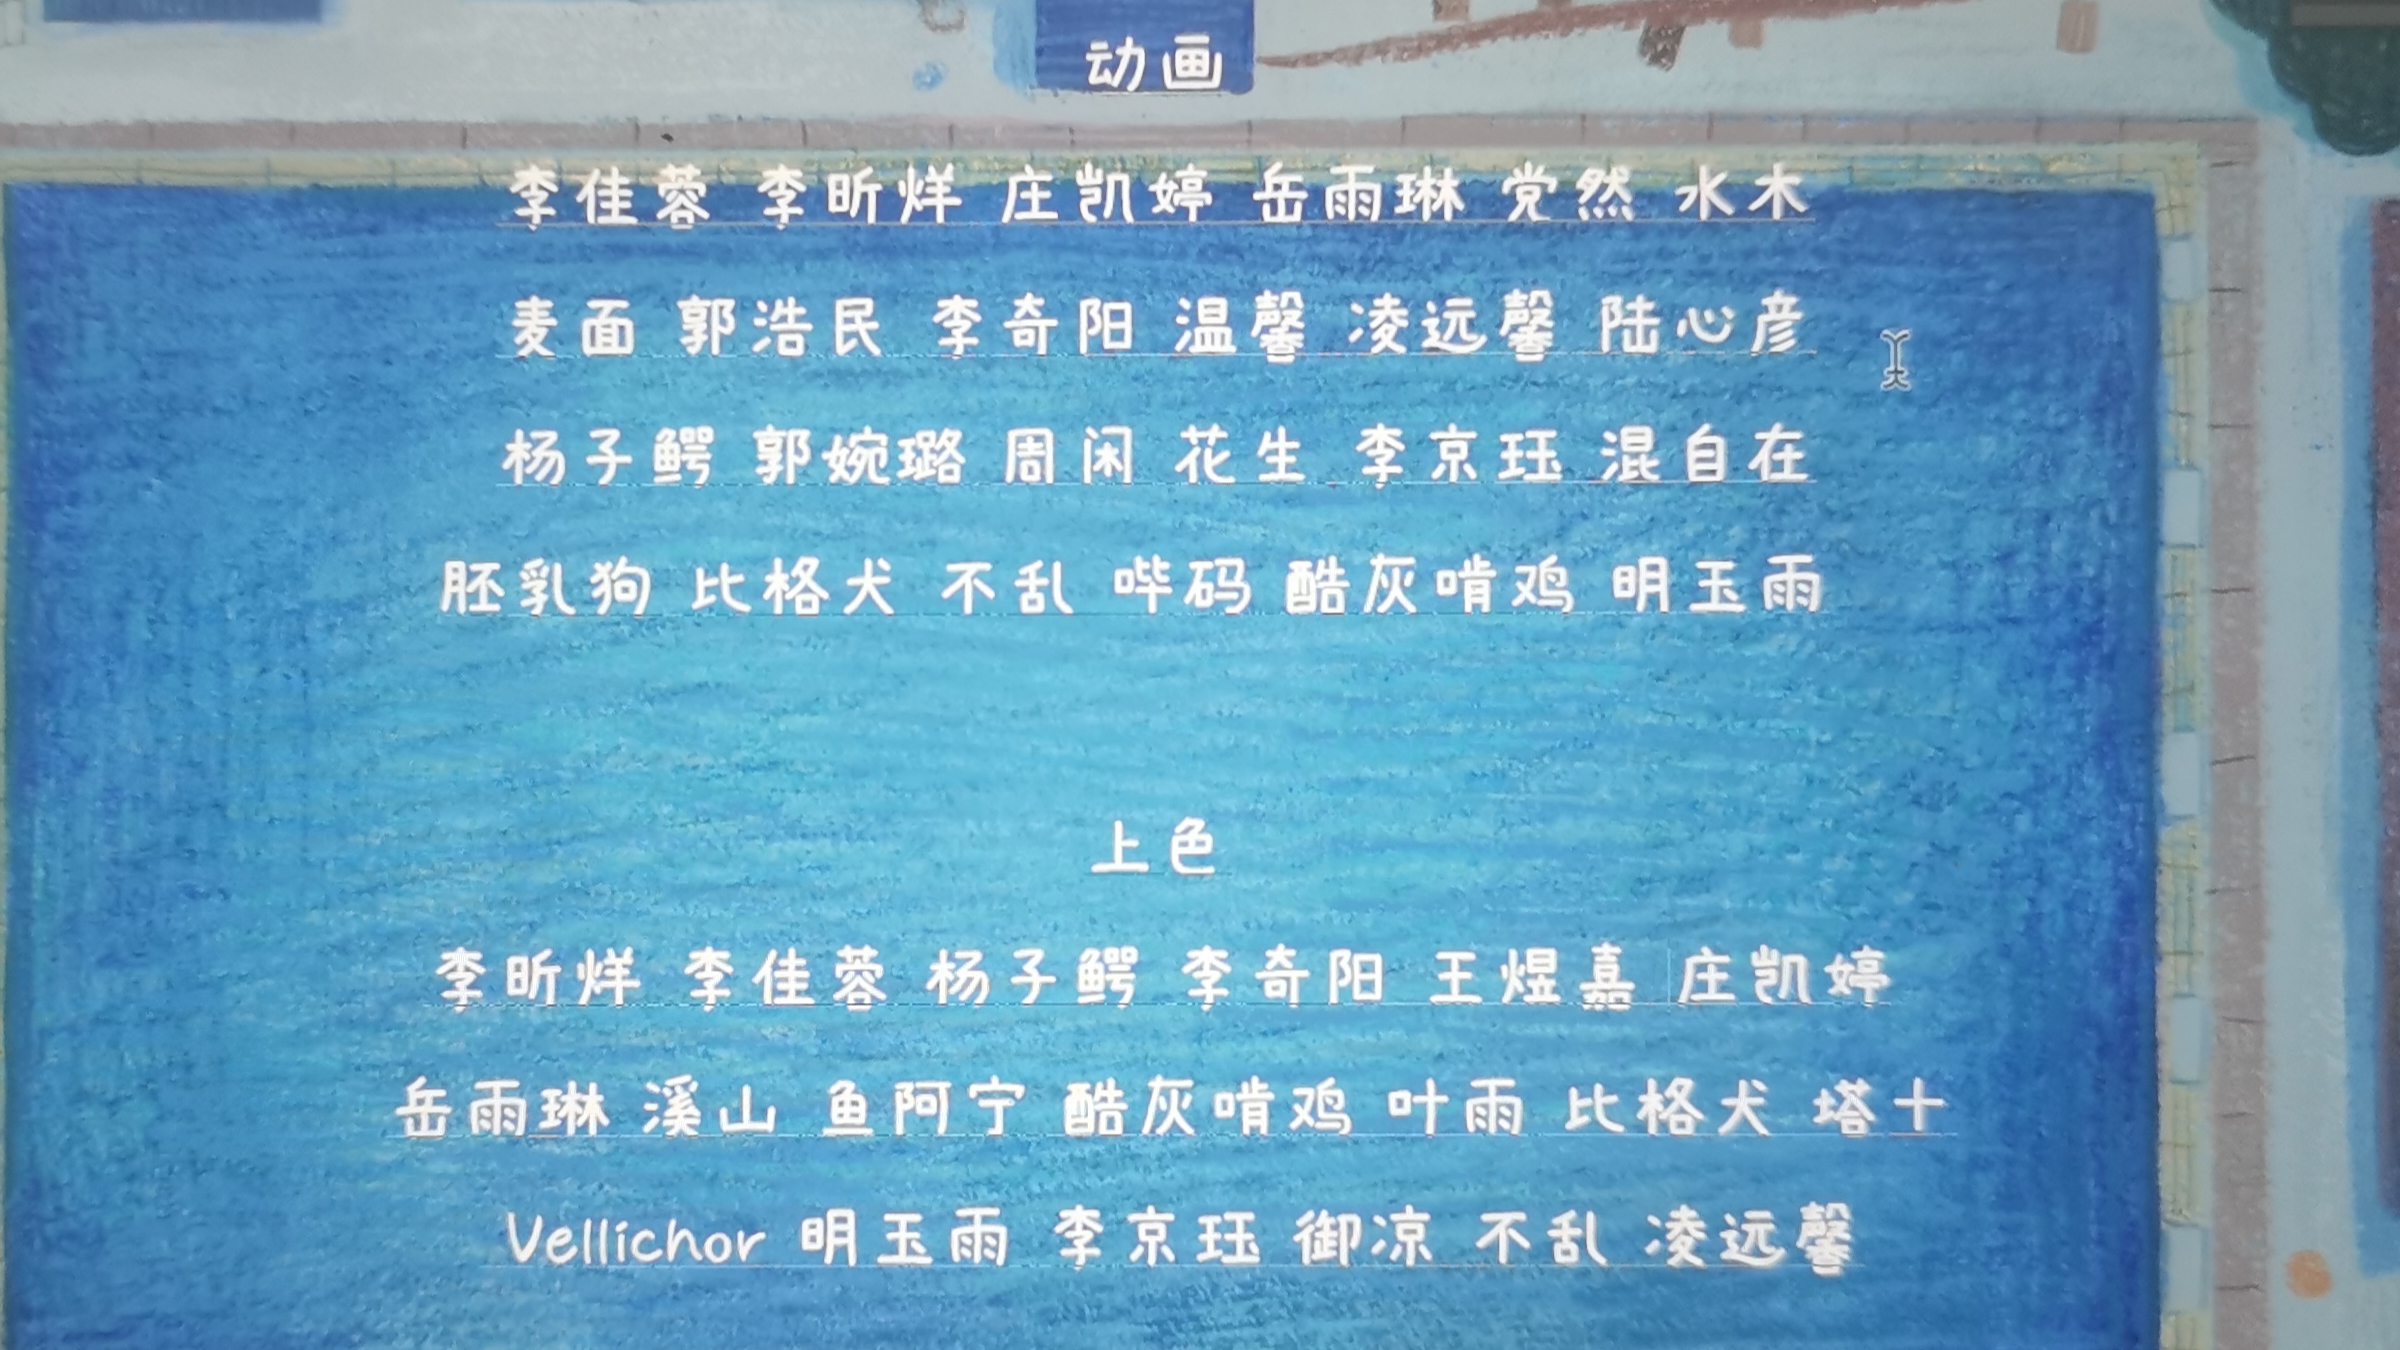 动画
李佳蓉 李昕烊 庄凯婷 岳雨琳 党然 水木
麦面 郭浩民 李奇阳 温馨 凌远馨 陆心彦
杨子鳄 郭婉璐 周闲 花生 李京珏 混自在
胚乳狗 比格犬 不乱 哔码 酷灰啃鸡 明玉雨
上色
李昕烊 李佳蓉 杨子鳄 李奇阳 王煜嘉 庄凯婷
岳雨琳 溪山 鱼阿宁 酷灰啃鸡 叶雨 比格犬 塔十
Vellichor 明玉雨 李京珏 御凉 不乱 凌远馨